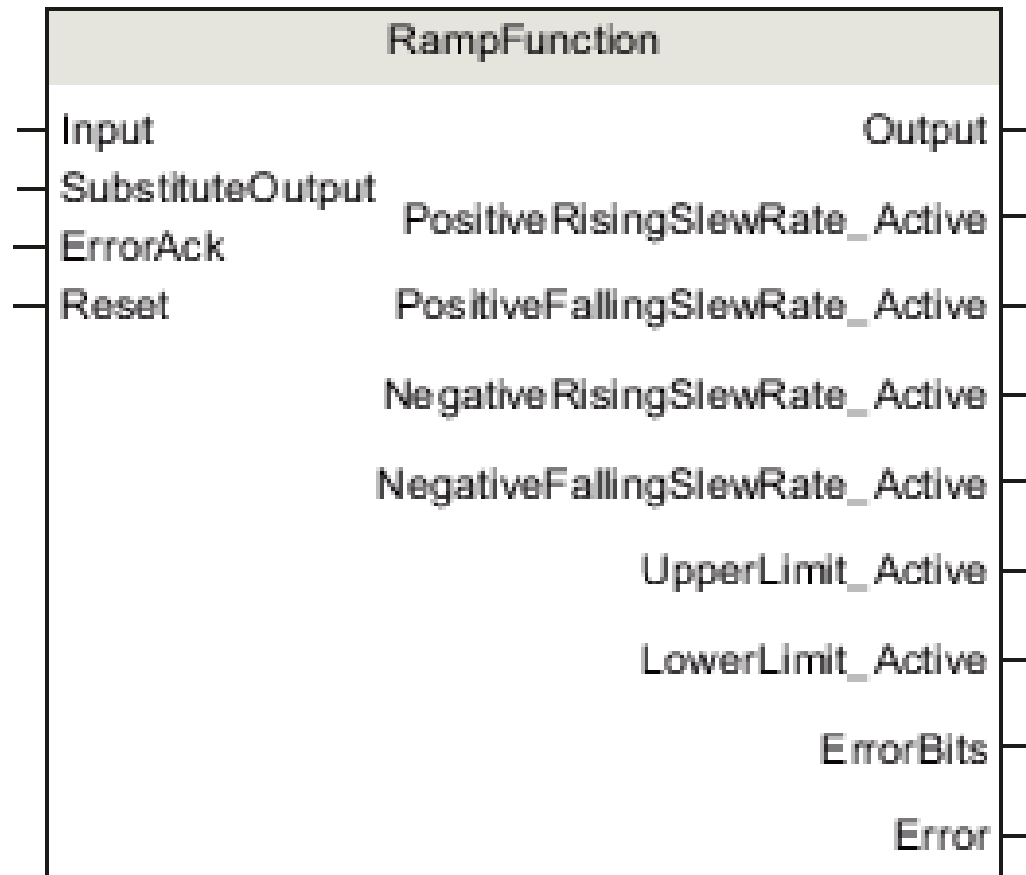 RampFunction
Input
SubstituteOutput
ErrorAck
Reset
Output
PositiveRisingSlewRate_Active
PositiveFallingSlewRate_Active
NegativeRisingSlewRate_Active
NegativeFallingSlewRate_Active
UpperLimit_Active
LowerLimit_Active
ErrorBits
Error